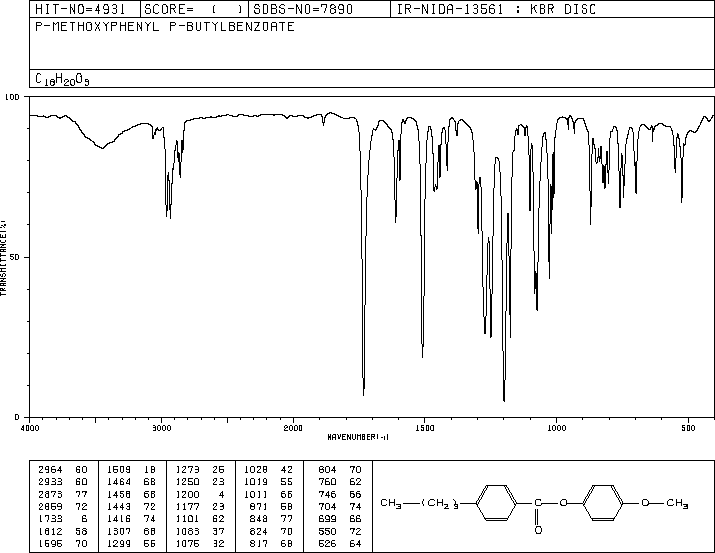 HIT-NO=4931 SCORE= ( ) SDBS-NO=7890 IR-NIDA-13561 : KBR DISC
P-METHOXYPHENYL P-BUTYLBENZOATE
C18H20O3
100
50
0
TRANSMITTANCE(%)
4000 3000 2000 1500 1000 500
WAVENUMBER(-1)
2964 60 1509 18 1273 25 1028 42 804 70
2933 60 1464 68 1250 23 1019 55 760 62
2873 77 1458 68 1200 4 1011 66 746 66
2859 72 1443 72 1177 23 871 58 704 74
1733 6 1416 74 1101 62 848 77 699 66
1612 58 1307 68 1083 37 824 70 550 72
1595 70 1299 55 1075 32 817 68 526 64
CH3 (CH2)3 C O O CH3
O